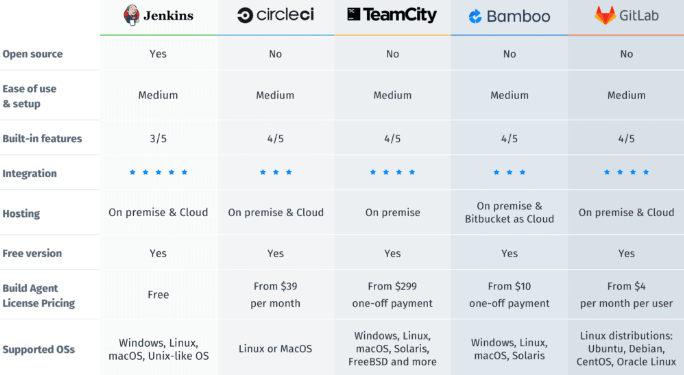 Jenkins circleci TeamCity Bamboo GitLab
Open source Yes No No No No
Ease of use
& setup Medium Medium Medium Medium Medium
Built-in features 3/5 4/5 4/5 4/5 4/5
Integration
Hosting On premise & Cloud On premise & Cloud On premise On premise &
Bitbucket as Cloud On premise & Cloud
Free version Yes Yes Yes Yes Yes
Build Agent
License Pricing Free From $39
per month From $299
one-off payment From $10
one-off payment From $4
per month per user
Supported OSs Windows, Linux,
macOS, Unix-like OS Linux or MacOS Windows, Linux,
macOS, Solaris,
FreeBSD and more Windows, Linux,
macOS, Solaris Linux distributions:
Ubuntu, Debian,
CentOS, Oracle Linux